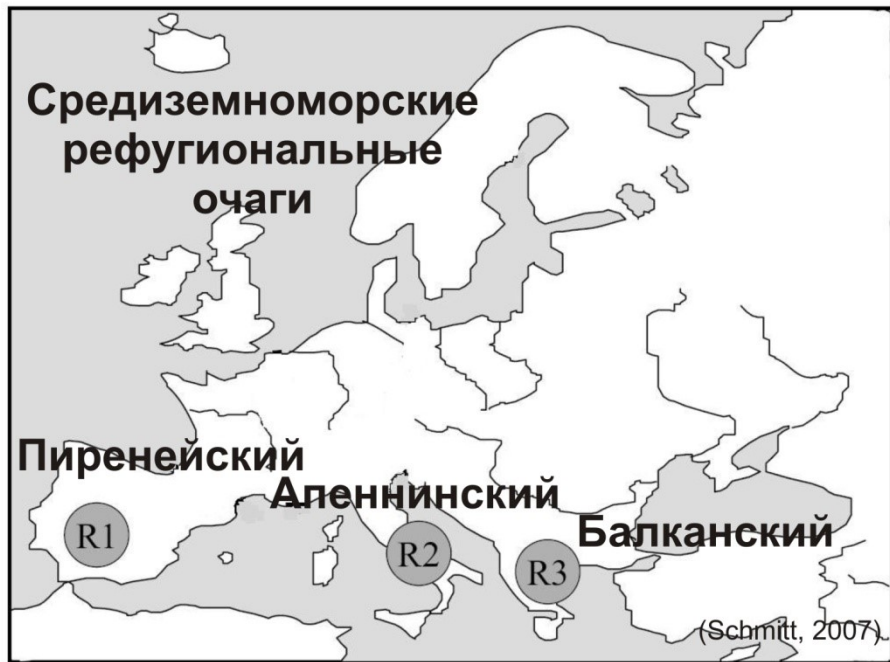 Средиземноморские
рефугиональные
очаги
Пиренейский
Апеннинский
Балканский
R1
R2
R3
(Schmitt, 2007)